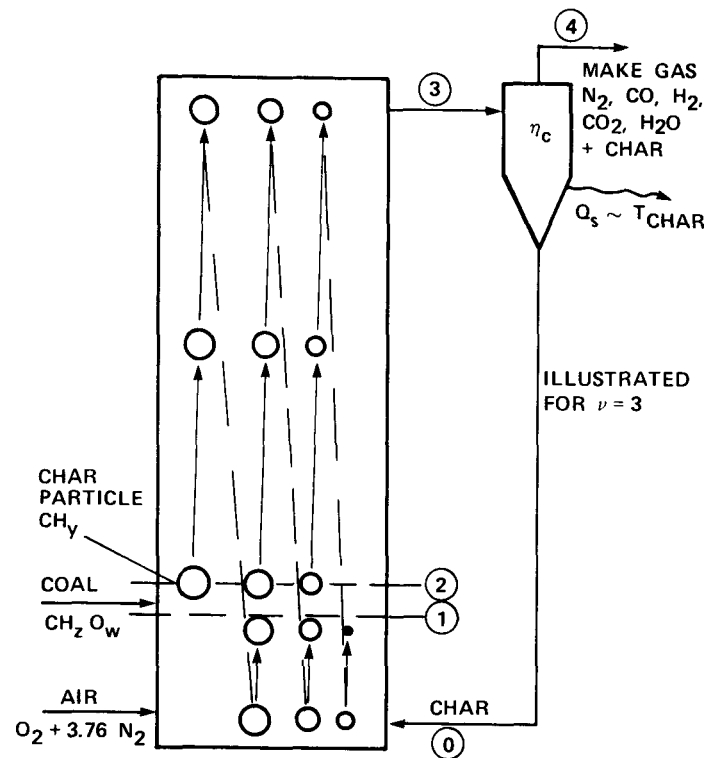 4
MAKE GAS
N2, CO, H2,
CO2, H2O
+ CHAR
3
ηc
Qs ~ TCHAR
ILLUSTRATED
FOR ν = 3
CHAR
PARTICLE
CHy
COAL
2
1
CHz Ow
AIR
O2 + 3.76 N2
CHAR
0